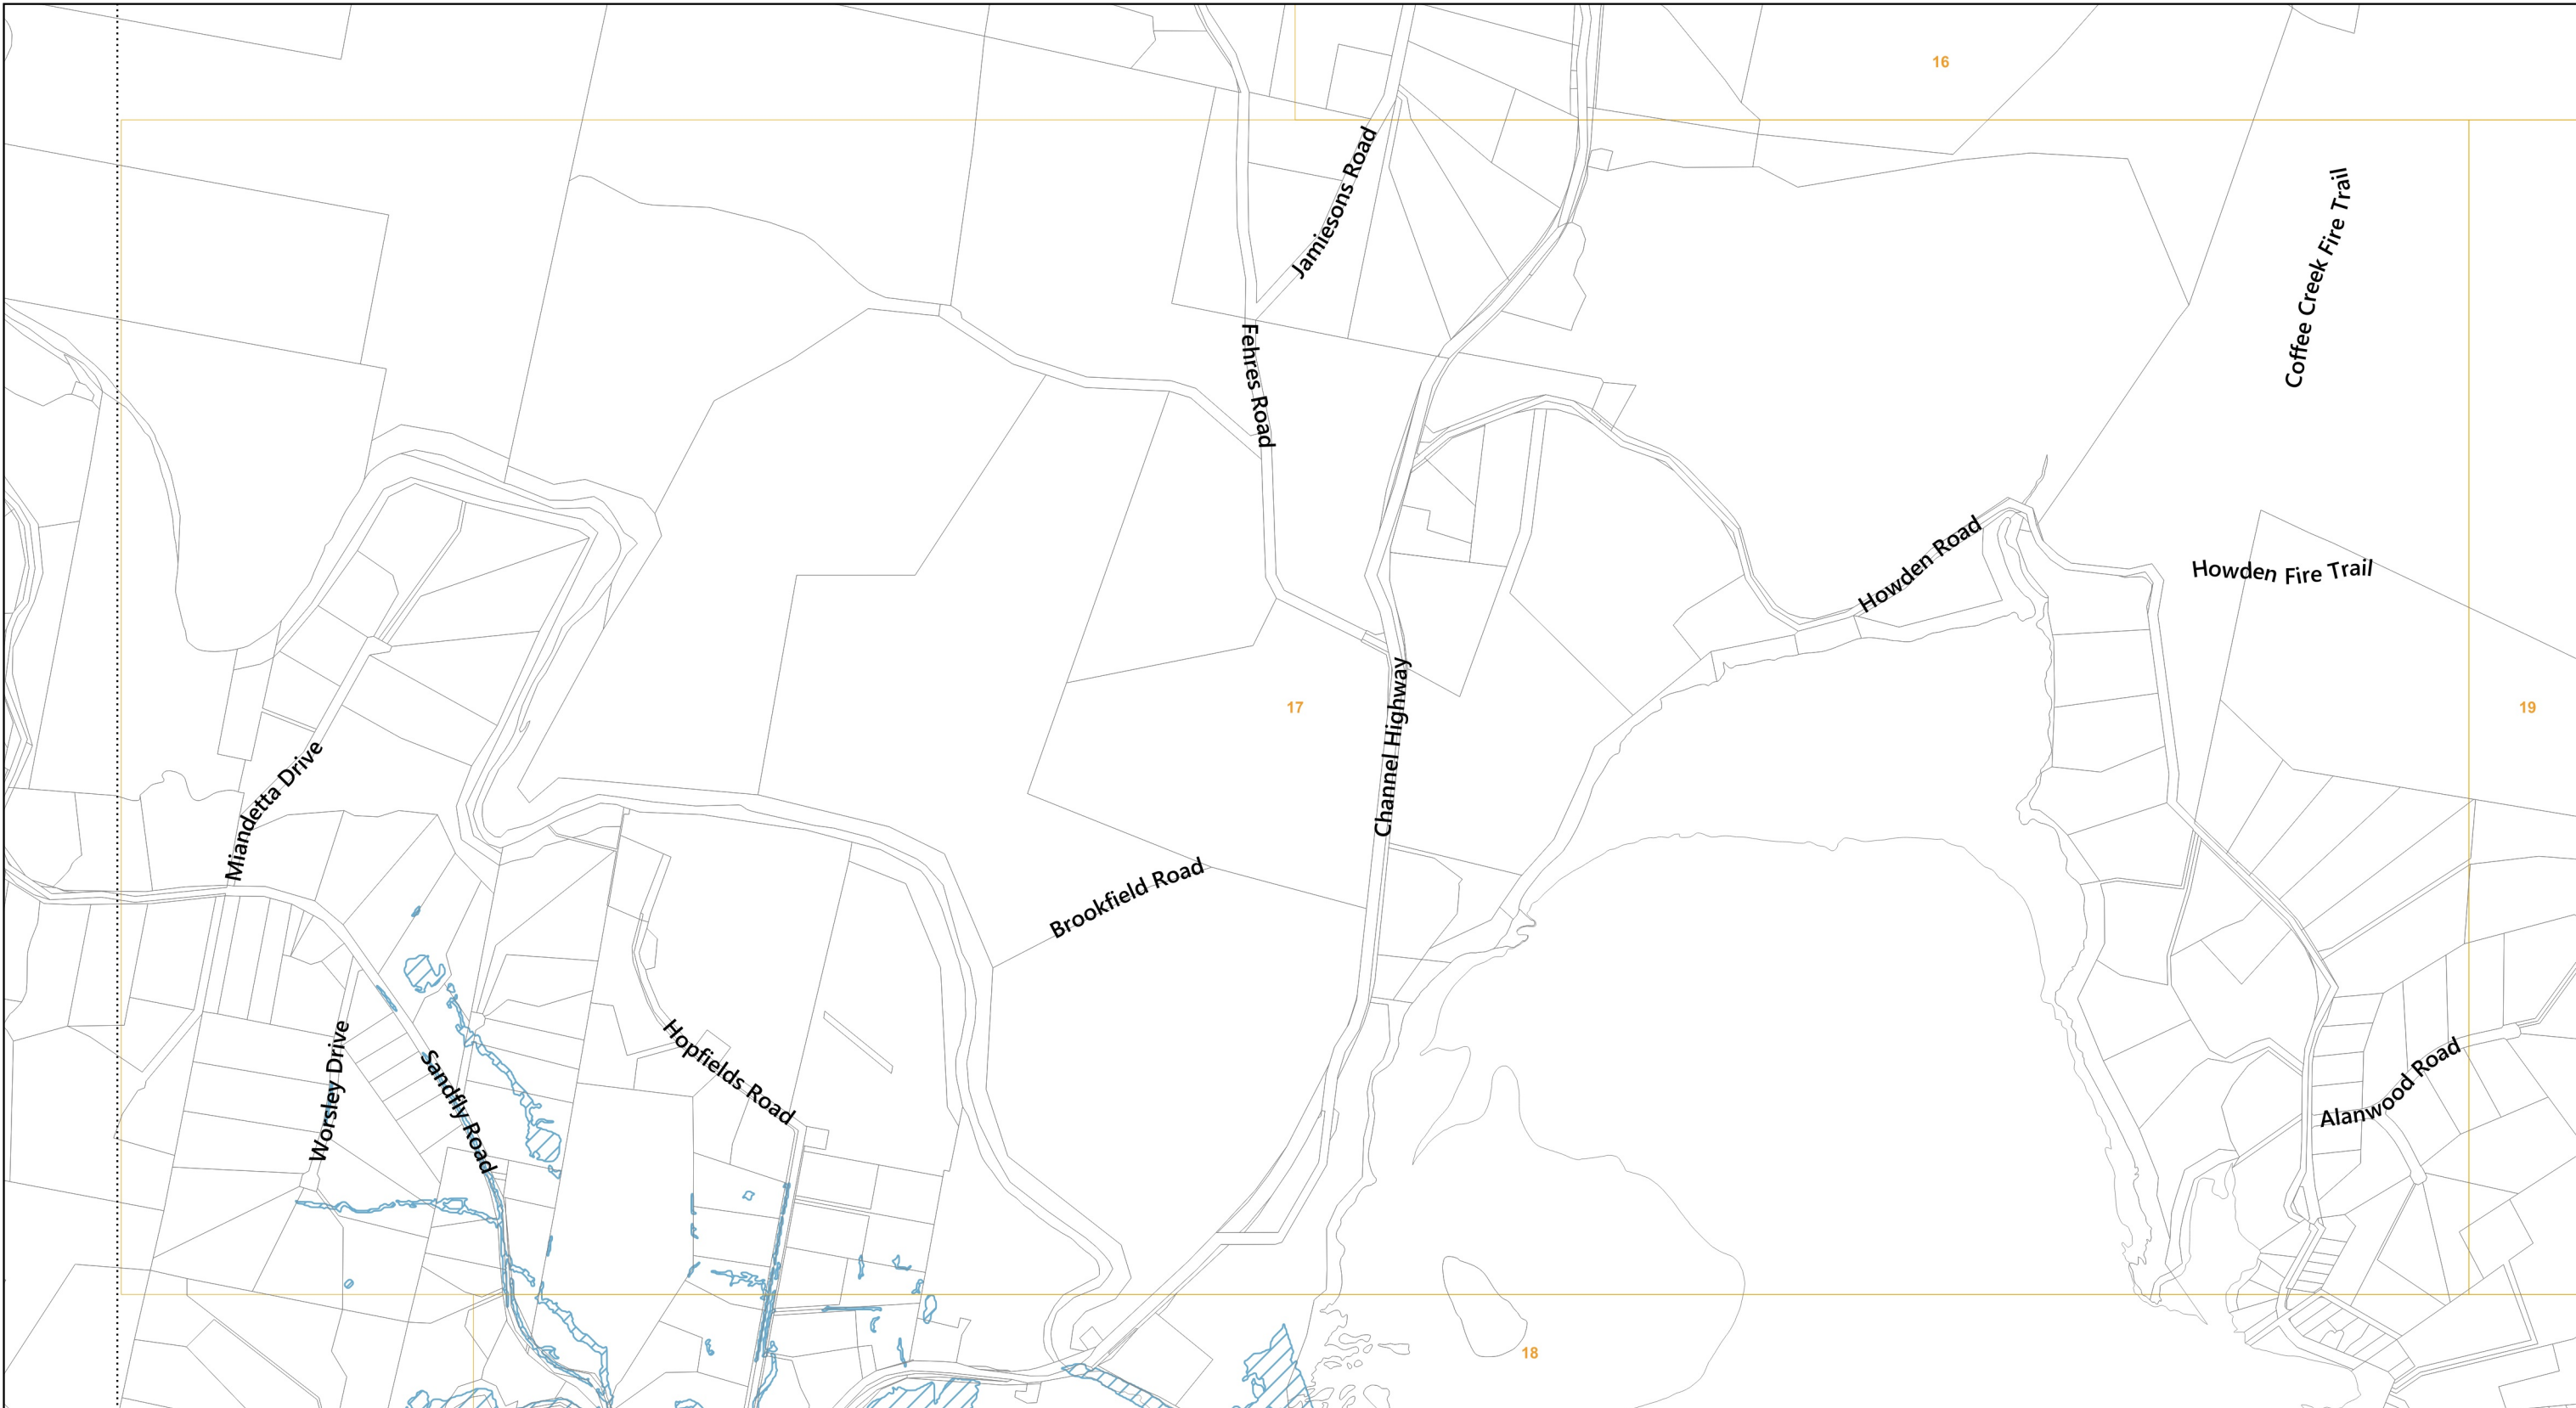 16
Jamiesons Road
Coffee Creek Fire Trail
Fehres Road
Howden Road
Howden Fire Trail
17
19
Channel Highway
Miandetta Drive
Brookfield Road
Worsley Drive
Sandfly Road
Hopfields Road
Alanwood Road
18